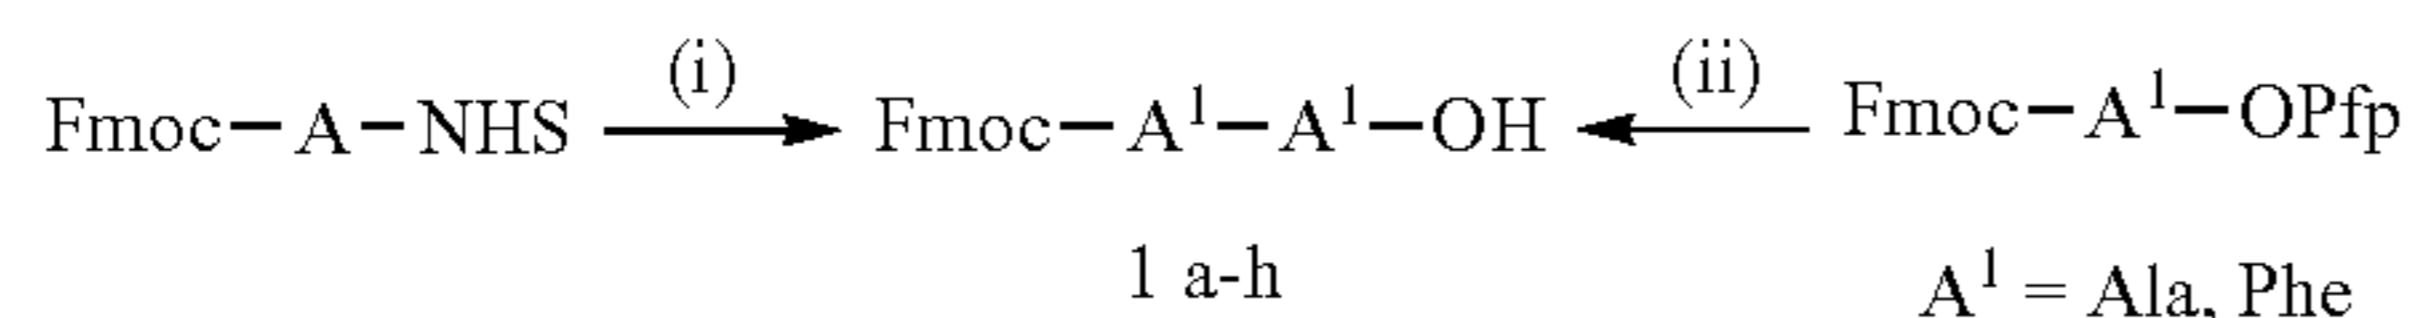 (i) (ii)
Fmoc–A–NHS Fmoc–A¹–A¹–OH Fmoc–A¹–OPfp
1 a-h A¹ = Ala, Phe